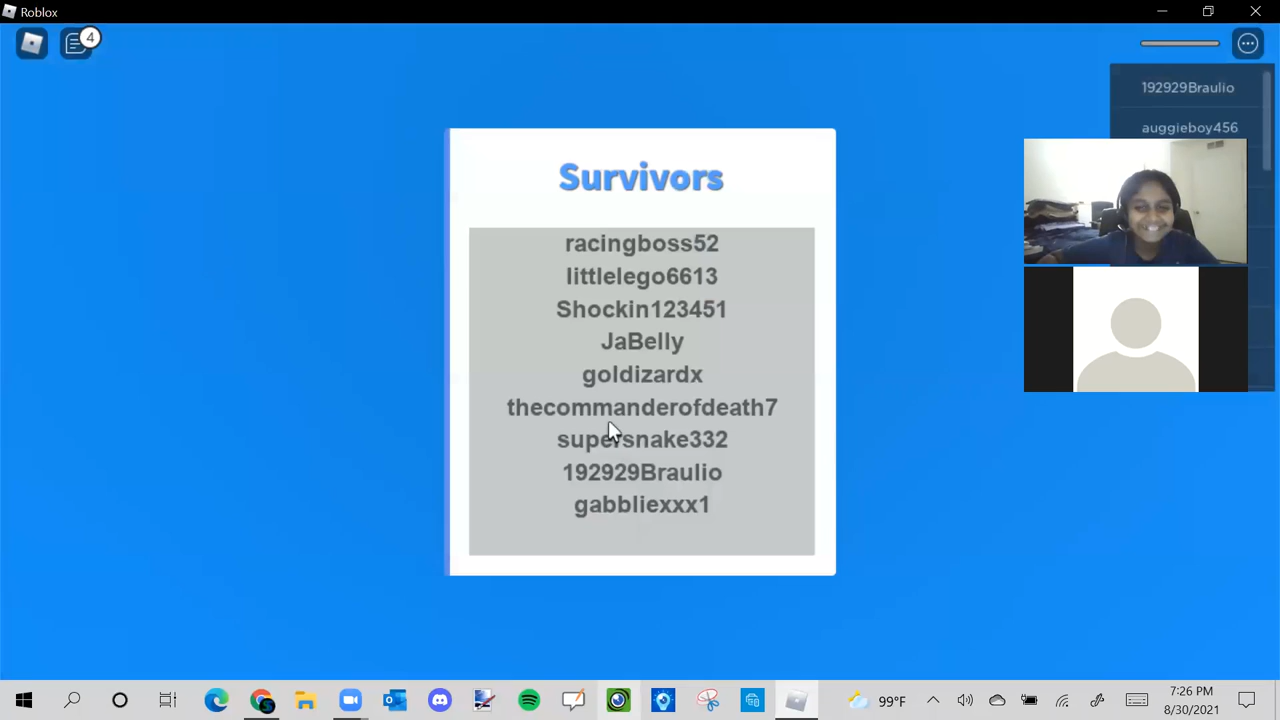 Roblox
4
192929Braulio
auggieboy456
Survivors
racingboss52
littlelego6613
Shockin123451
JaBelly
goldizardx
thecommanderofdeath7
supersnake332
192929Braulio
gabbliexxx1
99°F
7:26 PM
8/30/2021